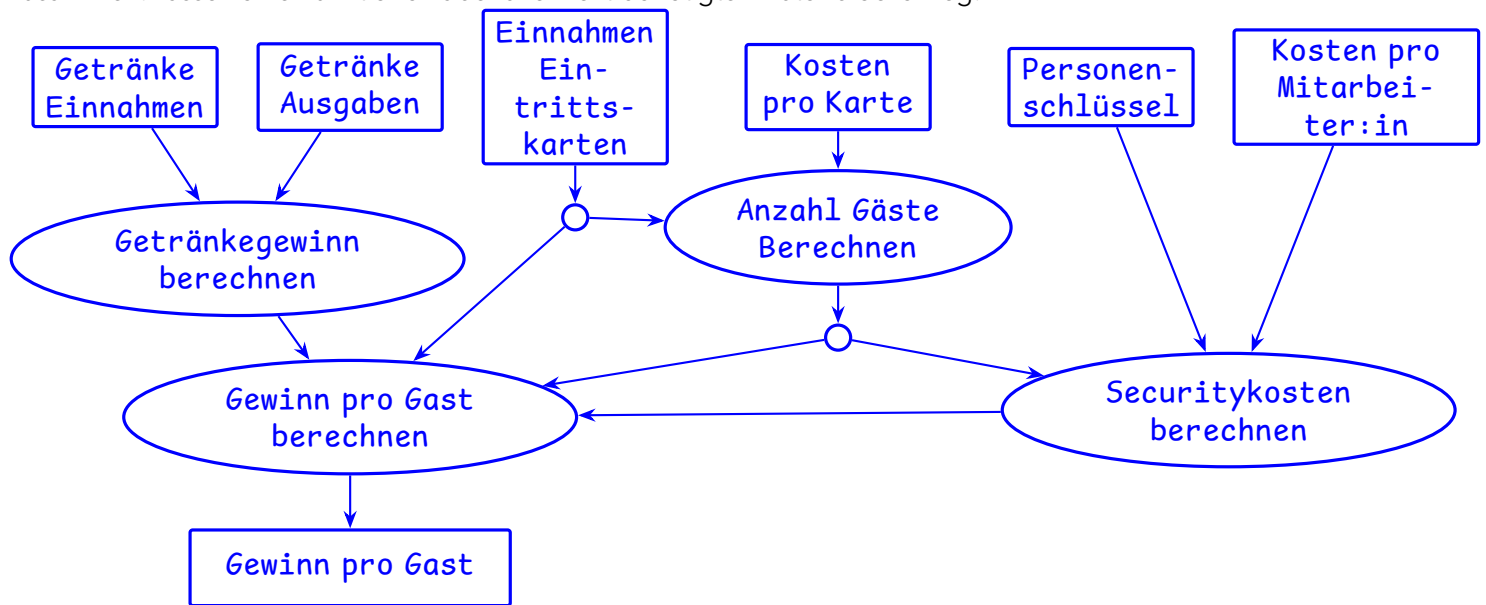 Getränke
Einnahmen
Getränke
Ausgaben
Einnahmen
Ein-
tritts-
karten
Kosten
pro Karte
Personen-
schlüssel
Kosten pro
Mitarbei-
ter:in
Anzahl Gäste
Berechnen
Getränkegewinn
berechnen
Gewinn pro Gast
berechnen
Securitykosten
berechnen
Gewinn pro Gast